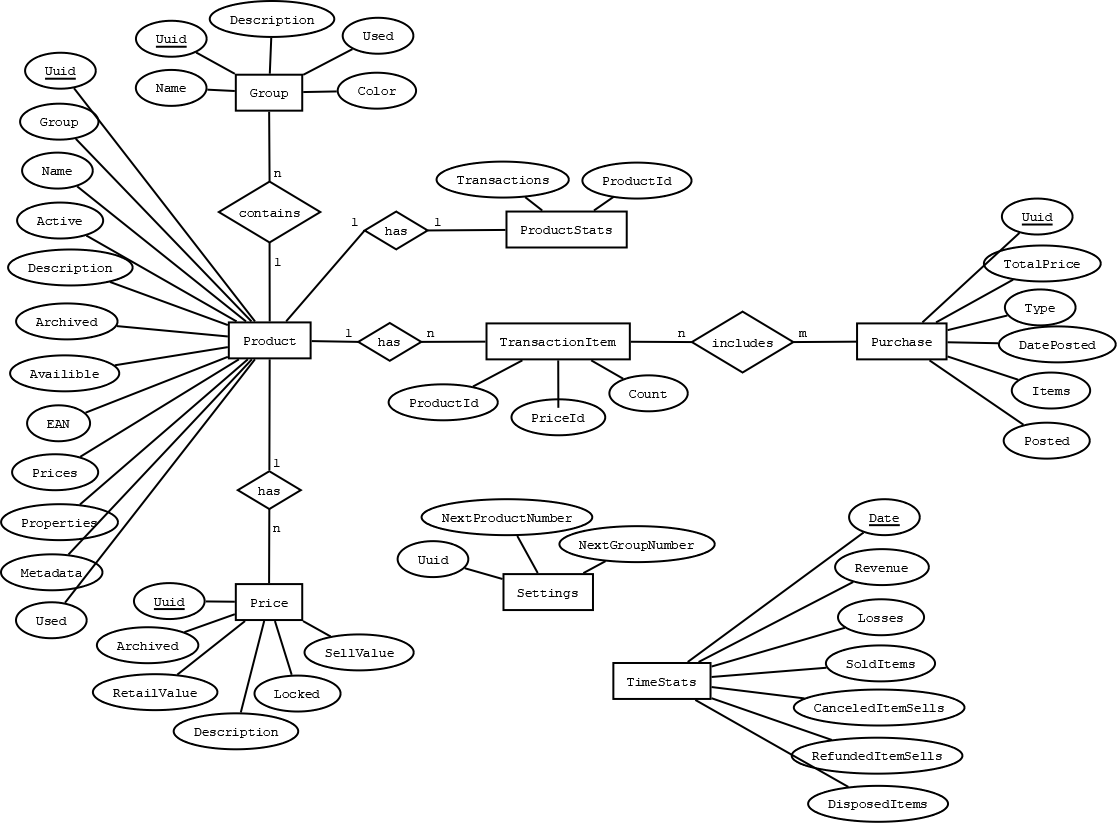 Description
Uuid
Used
Name
Group
Color
n
contains
1
Uuid
Group
Name
Active
Description
Archived
Availible
EAN
Prices
Properties
Metadata
Used
Product
1
has
1
Transactions
ProductId
ProductStats
1
has
n
TransactionItem
ProductId
PriceId
Count
n
includes
m
Purchase
Uuid
TotalPrice
Type
DatePosted
Items
Posted
1
has
n
Uuid
Price
Archived
SellValue
RetailValue
Locked
Description
NextProductNumber
NextGroupNumber
Uuid
Settings
Date
Revenue
Losses
SoldItems
TimeStats
CanceledItemSells
RefundedItemSells
DisposedItems